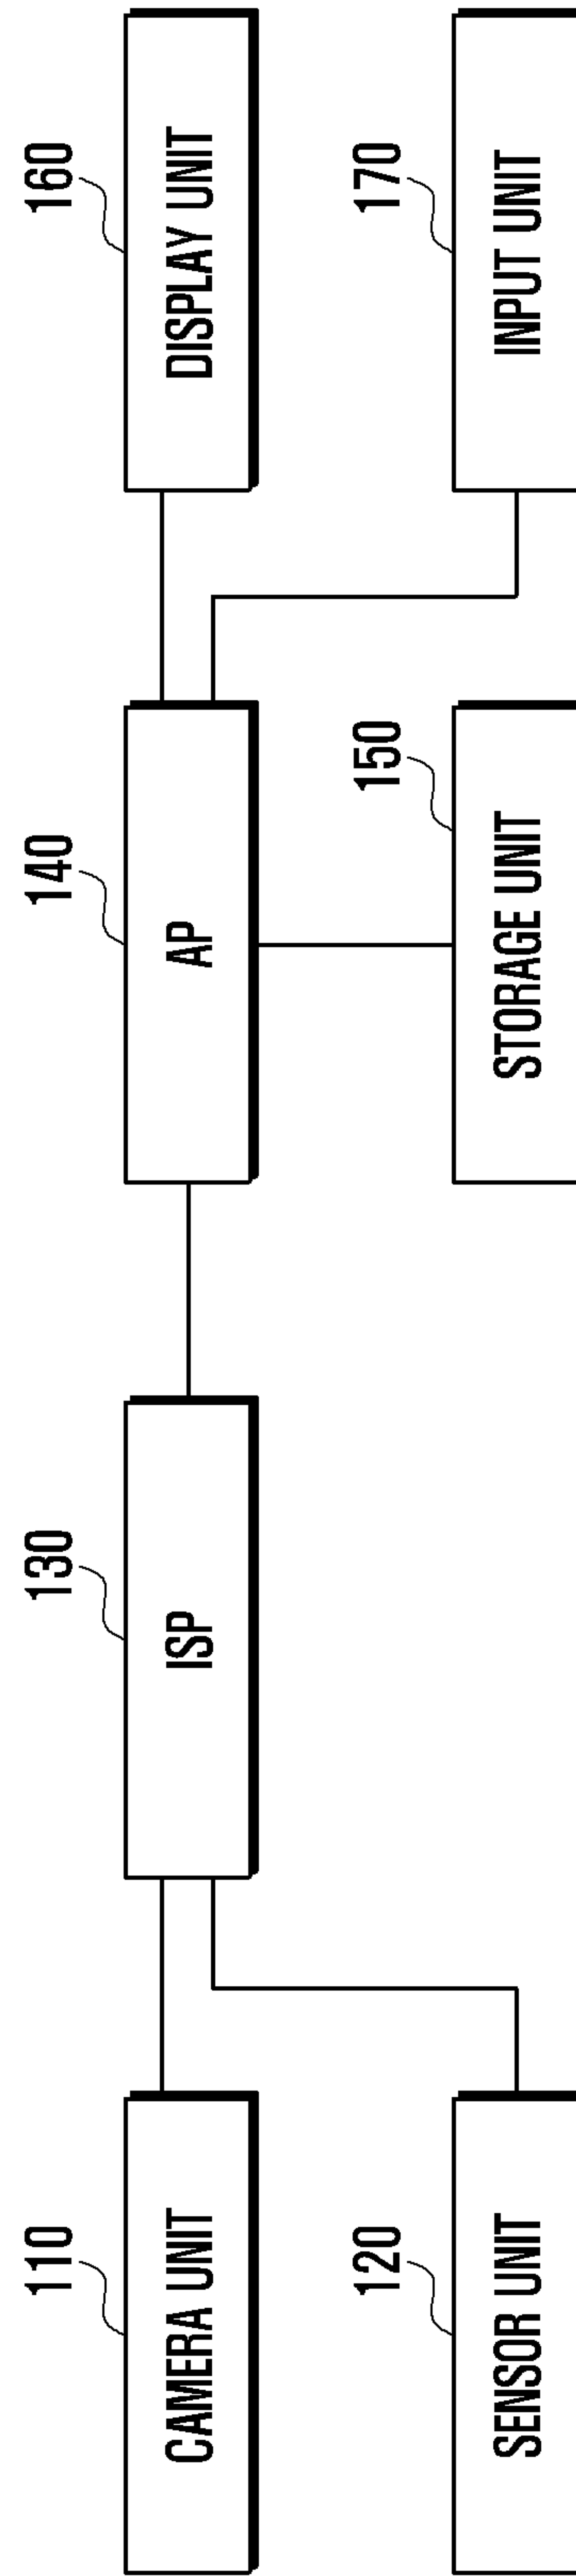 110
CAMERA UNIT
130
ISP
140
AP
160
DISPLAY UNIT
120
SENSOR UNIT
150
STORAGE UNIT
170
INPUT UNIT